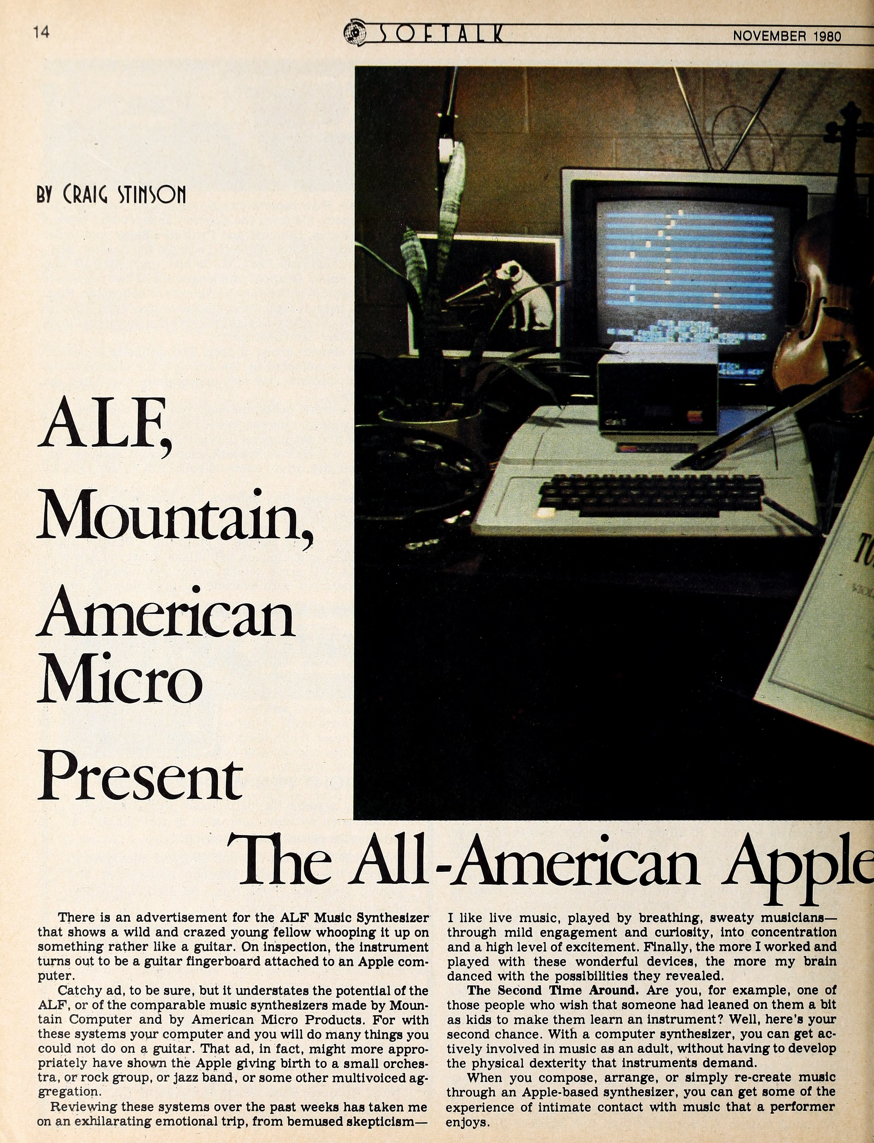 14
SOFTALK
NOVEMBER 1980
BY CRAIG STINSON
ALF,
Mountain,
American
Micro
Present
The All-American Apple
There is an advertisement for the ALF Music Synthesizer
that shows a wild and crazed young fellow whooping it up on
something rather like a guitar. On inspection, the instrument
turns out to be a guitar fingerboard attached to an Apple com-
puter.
Catchy ad, to be sure, but it understates the potential of the
ALF, or of the comparable music synthesizers made by Moun-
tain Computer and by American Micro Products. For with
these systems your computer and you will do many things you
could not do on a guitar. That ad, in fact, might more appro-
priately have shown the Apple giving birth to a small orches-
tra, or rock group, or jazz band, or some other multivoiced ag-
gregation.
Reviewing these systems over the past weeks has taken me
on an exhilarating emotional trip, from bemused skepticism—
I like live music, played by breathing, sweaty musicians—
through mild engagement and curiosity, into concentration
and a high level of excitement. Finally, the more I worked and
played with these wonderful devices, the more my brain
danced with the possibilities they revealed.
The Second Time Around. Are you, for example, one of
those people who wish that someone had leaned on them a bit
as kids to make them learn an instrument? Well, here's your
second chance. With a computer synthesizer, you can get ac-
tively involved in music as an adult, without having to develop
the physical dexterity that instruments demand.
When you compose, arrange, or simply re-create music
through an Apple-based synthesizer, you can get some of the
experience of intimate contact with music that a performer
enjoys.